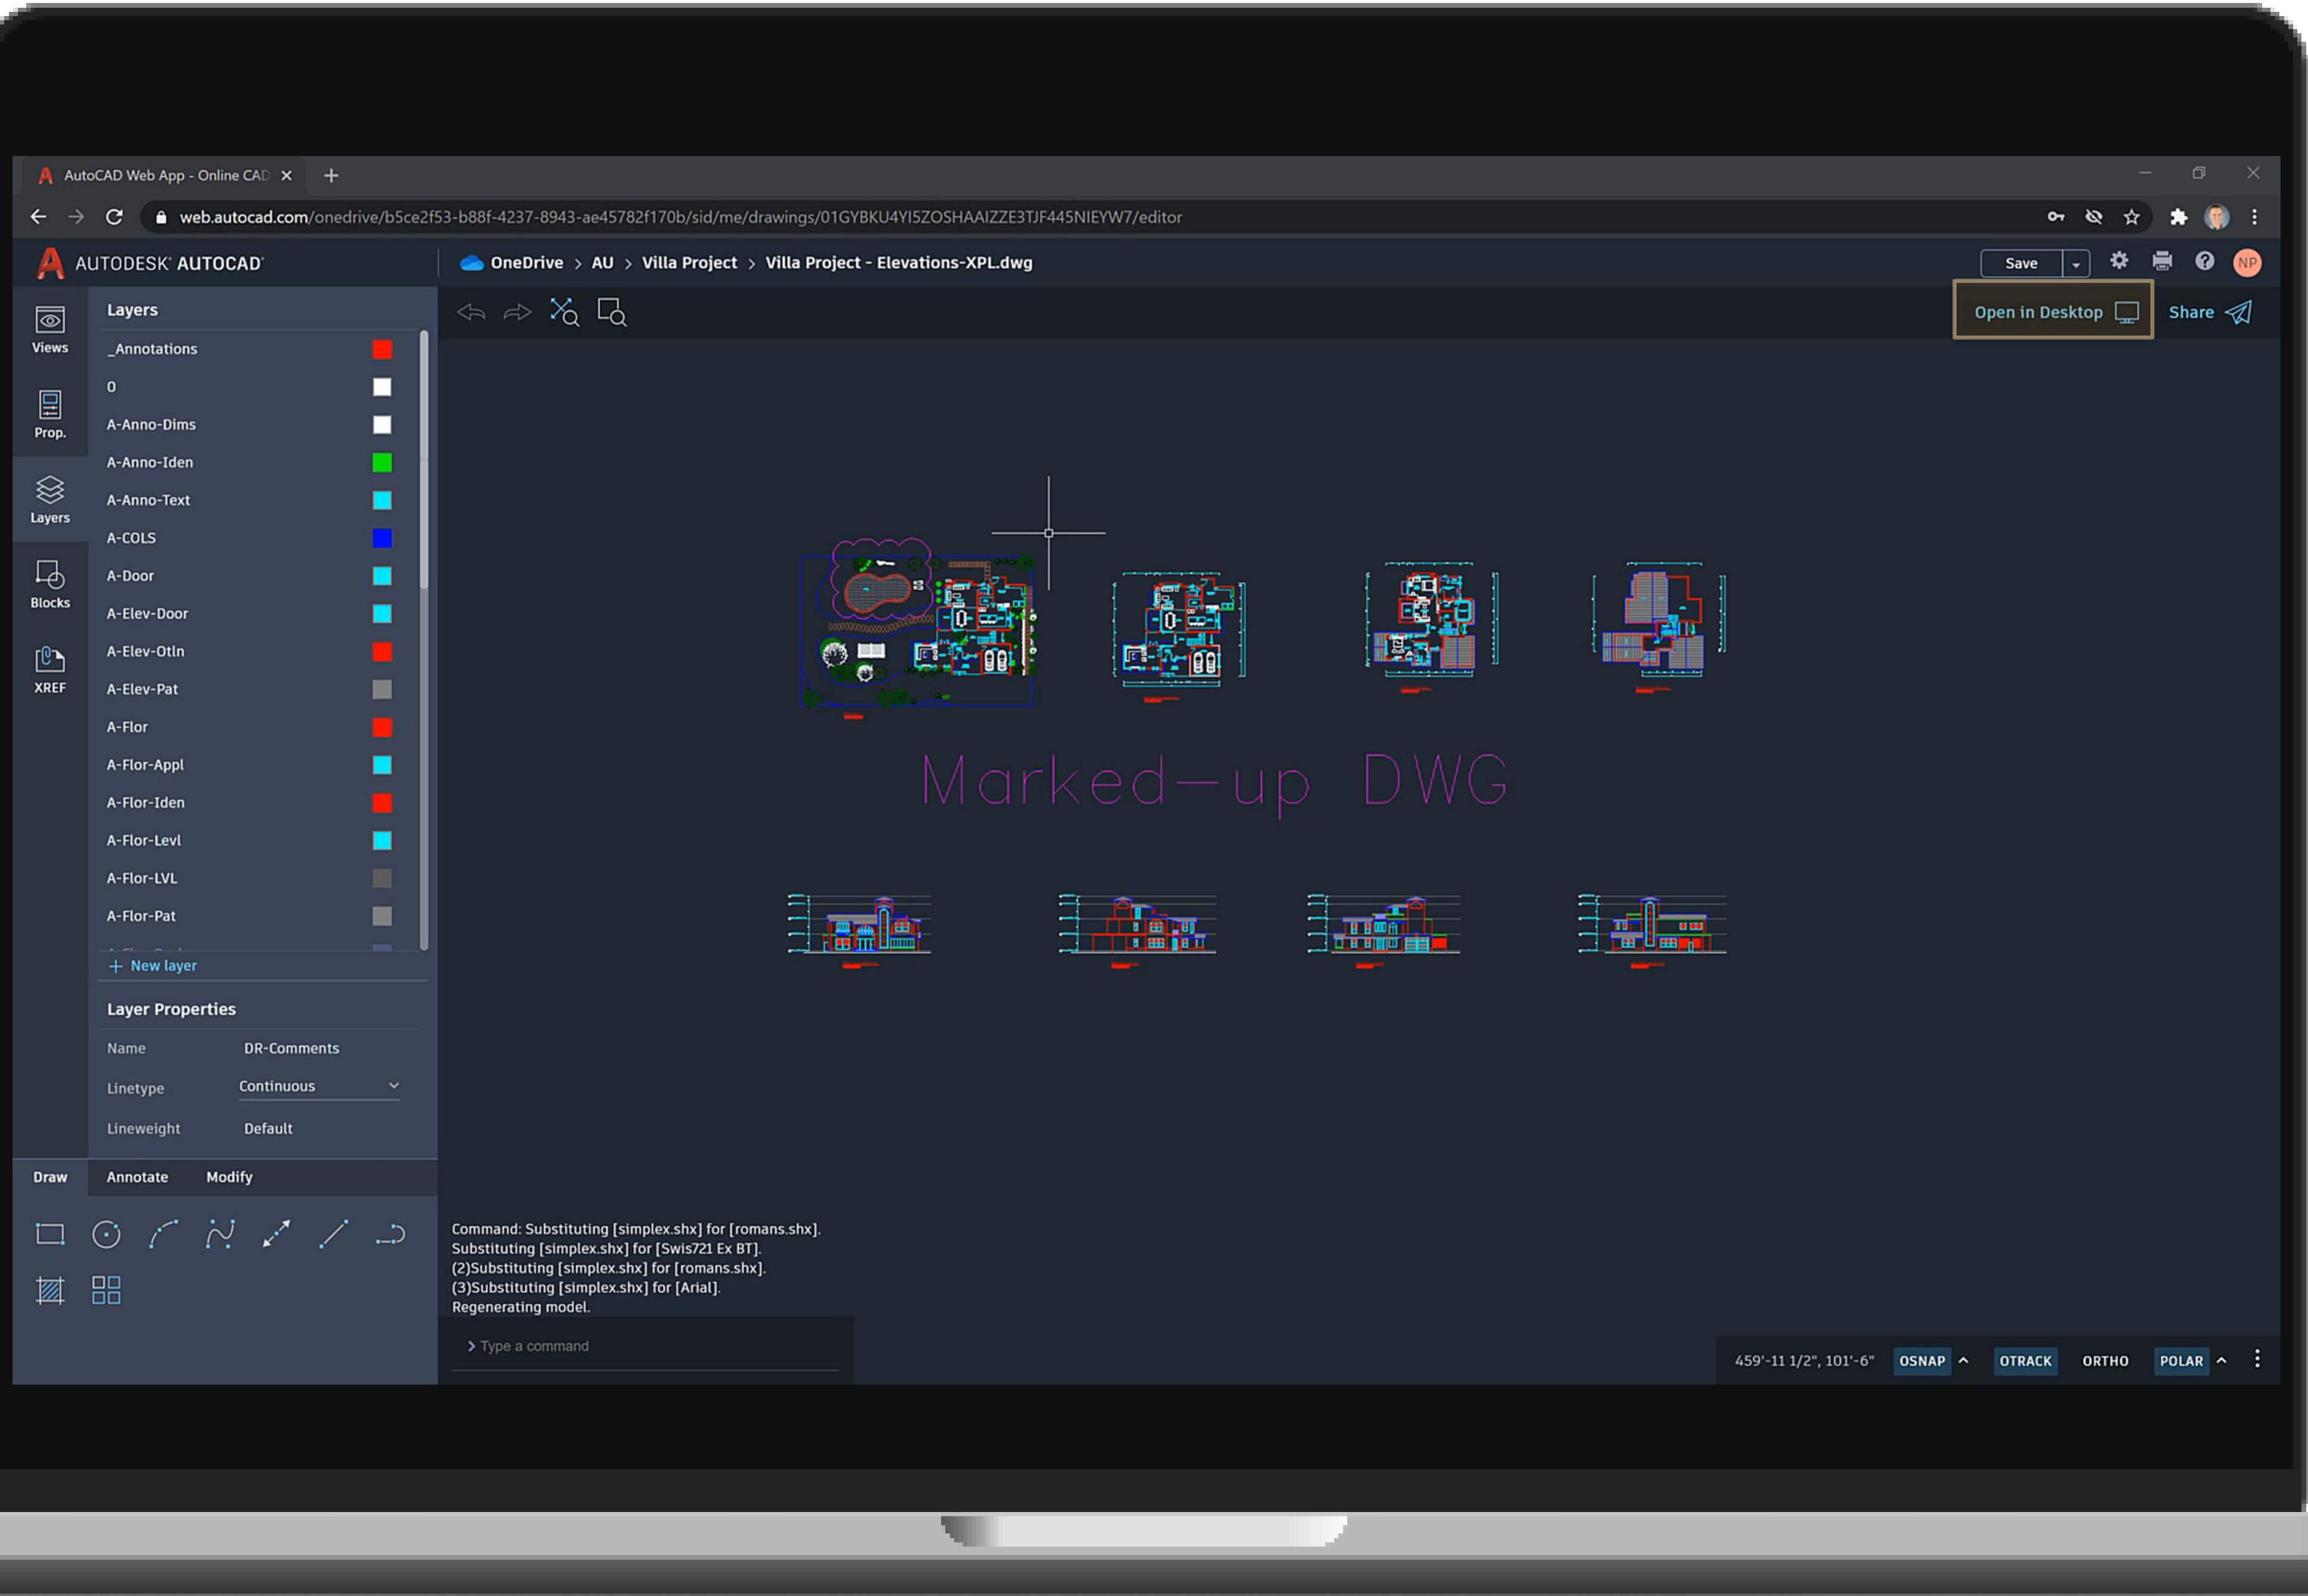 AutoCAD Web App - Online CAD
web.autocad.com/onedrive/b5ce2f53-b88f-4237-8943-ae45782f170b/sid/me/drawings/01GYBKU4YI5ZOSHAAIZZE3TJF445NIEYW7/editor
AUTODESK® AUTOCAD®
OneDrive > AU > Villa Project > Villa Project - Elevations-XPL.dwg
Save
NP
Open in Desktop
Share
Views
Prop.
Layers
Blocks
XREF
Layers
_Annotations
0
A-Anno-Dims
A-Anno-Iden
A-Anno-Text
A-COLS
A-Door
A-Elev-Door
A-Elev-Otln
A-Elev-Pat
A-Flor
A-Flor-Appl
A-Flor-Iden
A-Flor-Levl
A-Flor-LVL
A-Flor-Pat
+ New layer
Layer Properties
Name DR-Comments
Linetype Continuous
Lineweight Default
Draw Annotate Modify
Marked-up DWG
Command: Substituting [simplex.shx] for [romans.shx].
Substituting [simplex.shx] for [Swis721 Ex BT].
(2)Substituting [simplex.shx] for [romans.shx].
(3)Substituting [simplex.shx] for [Arial].
Regenerating model.
> Type a command
459'-11 1/2", 101'-6" OSNAP OTRACK ORTHO POLAR